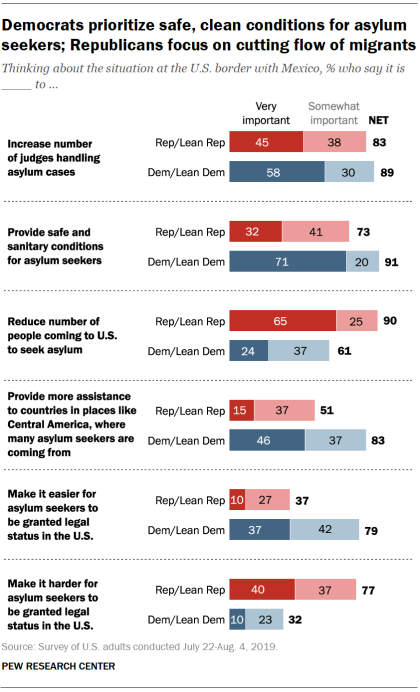 Democrats prioritize safe, clean conditions for asylum
seekers; Republicans focus on cutting flow of migrants
Thinking about the situation at the U.S. border with Mexico, % who say it is
____ to ...
Very
important
Somewhat
important
NET
Increase number
of judges handling
asylum cases
Rep/Lean Rep 45 38 83
Dem/Lean Dem 58 30 89
Provide safe and
sanitary conditions
for asylum seekers
Rep/Lean Rep 32 41 73
Dem/Lean Dem 71 20 91
Reduce number of
people coming to U.S.
to seek asylum
Rep/Lean Rep 65 25 90
Dem/Lean Dem 24 37 61
Provide more assistance
to countries in places like
Central America, where
many asylum seekers are
coming from
Rep/Lean Rep 15 37 51
Dem/Lean Dem 46 37 83
Make it easier for
asylum seekers to
be granted legal
status in the U.S.
Rep/Lean Rep 10 27 37
Dem/Lean Dem 37 42 79
Make it harder for
asylum seekers to
be granted legal
status in the U.S.
Rep/Lean Rep 40 37 77
Dem/Lean Dem 10 23 32
Source: Survey of U.S. adults conducted July 22-Aug. 4, 2019.
PEW RESEARCH CENTER